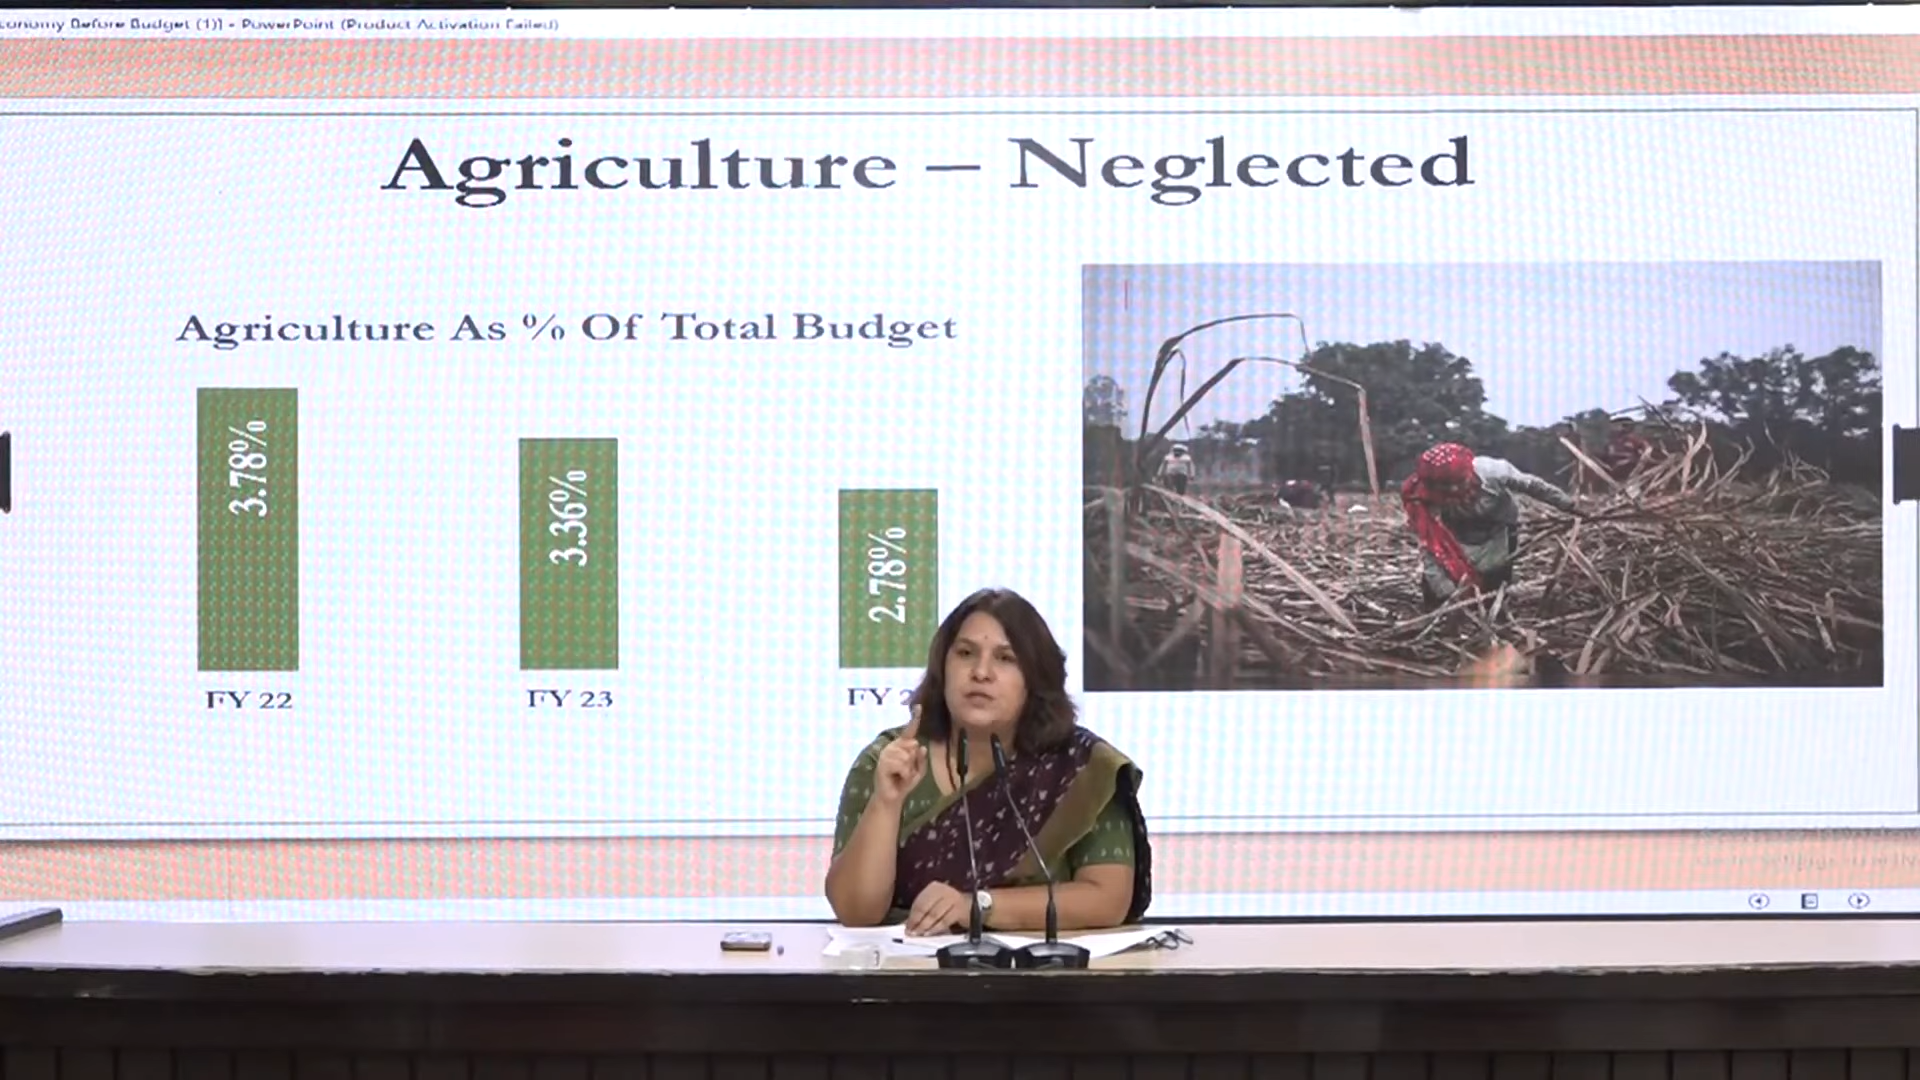 Before Budget (1)] - PowerPoint (Product Activation Failed)
Agriculture – Neglected
Agriculture As % Of Total Budget
3.78%
3.36%
2.78%
FY 22
FY 23
FY